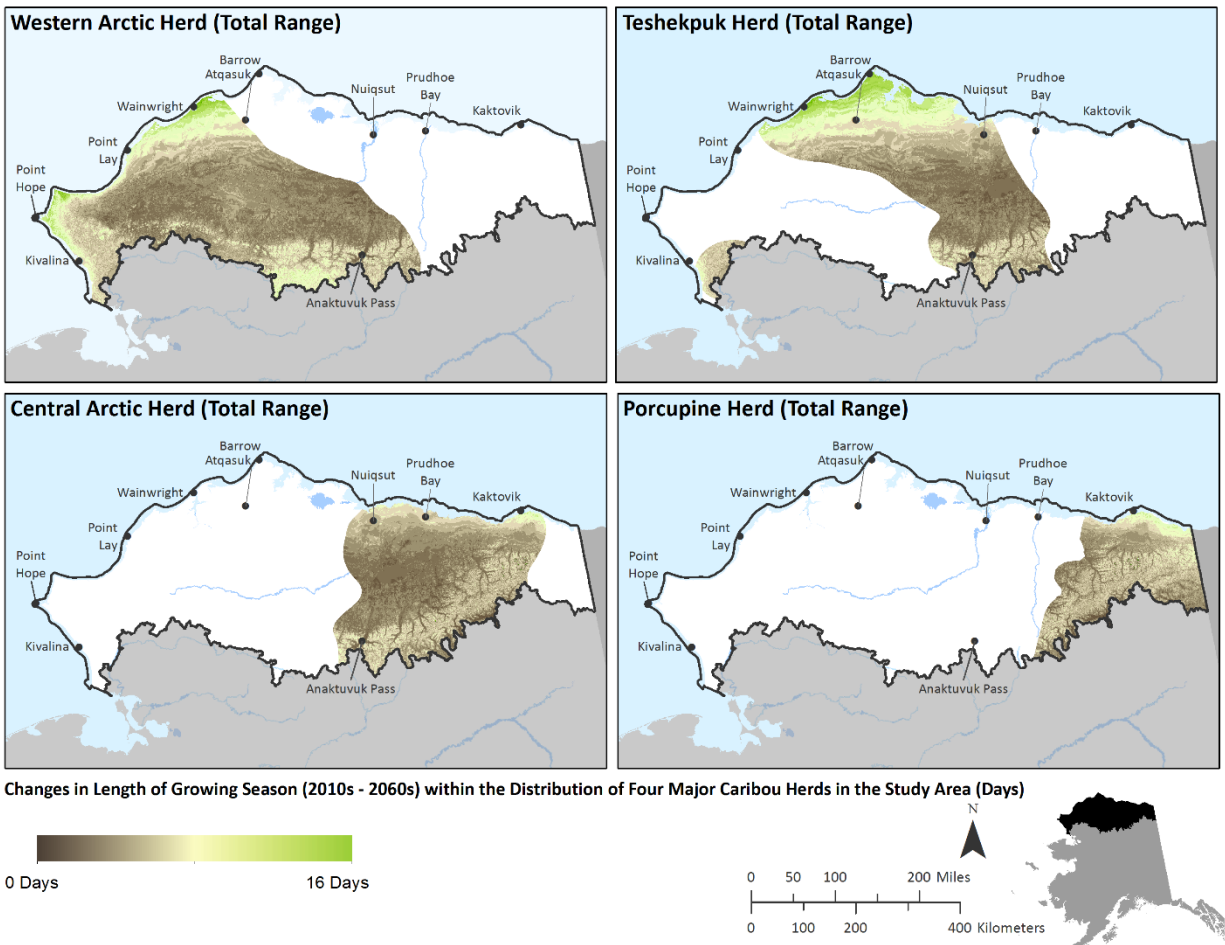 Western Arctic Herd (Total Range)
Barrow
Atqasuk
Wainwright
Nuiqsut
Prudhoe
Bay
Kaktovik
Point
Lay
Point
Hope
Kivalina
Anaktuvuk Pass
Teshekpuk Herd (Total Range)
Barrow
Atqasuk
Wainwright
Nuiqsut
Prudhoe
Bay
Kaktovik
Point
Lay
Point
Hope
Kivalina
Anaktuvuk Pass
Central Arctic Herd (Total Range)
Barrow
Atqasuk
Wainwright
Nuiqsut
Prudhoe
Bay
Kaktovik
Point
Lay
Point
Hope
Kivalina
Anaktuvuk Pass
Porcupine Herd (Total Range)
Barrow
Atqasuk
Wainwright
Nuiqsut
Prudhoe
Bay
Kaktovik
Point
Lay
Point
Hope
Kivalina
Anaktuvuk Pass
Changes in Length of Growing Season (2010s - 2060s) within the Distribution of Four Major Caribou Herds in the Study Area (Days)
0 Days 16 Days
N
0 50 100 200 Miles
0 100 200 400 Kilometers